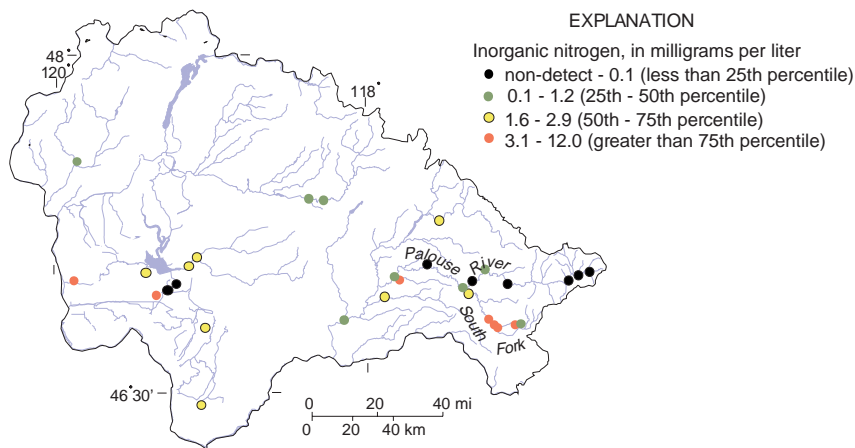 EXPLANATION
Inorganic nitrogen, in milligrams per liter
non-detect - 0.1 (less than 25th percentile)
0.1 - 1.2 (25th - 50th percentile)
1.6 - 2.9 (50th - 75th percentile)
3.1 - 12.0 (greater than 75th percentile)
48°
120°
118°
Palouse River
South Fork
46°30'
0 20 40 mi
0 20 40 km